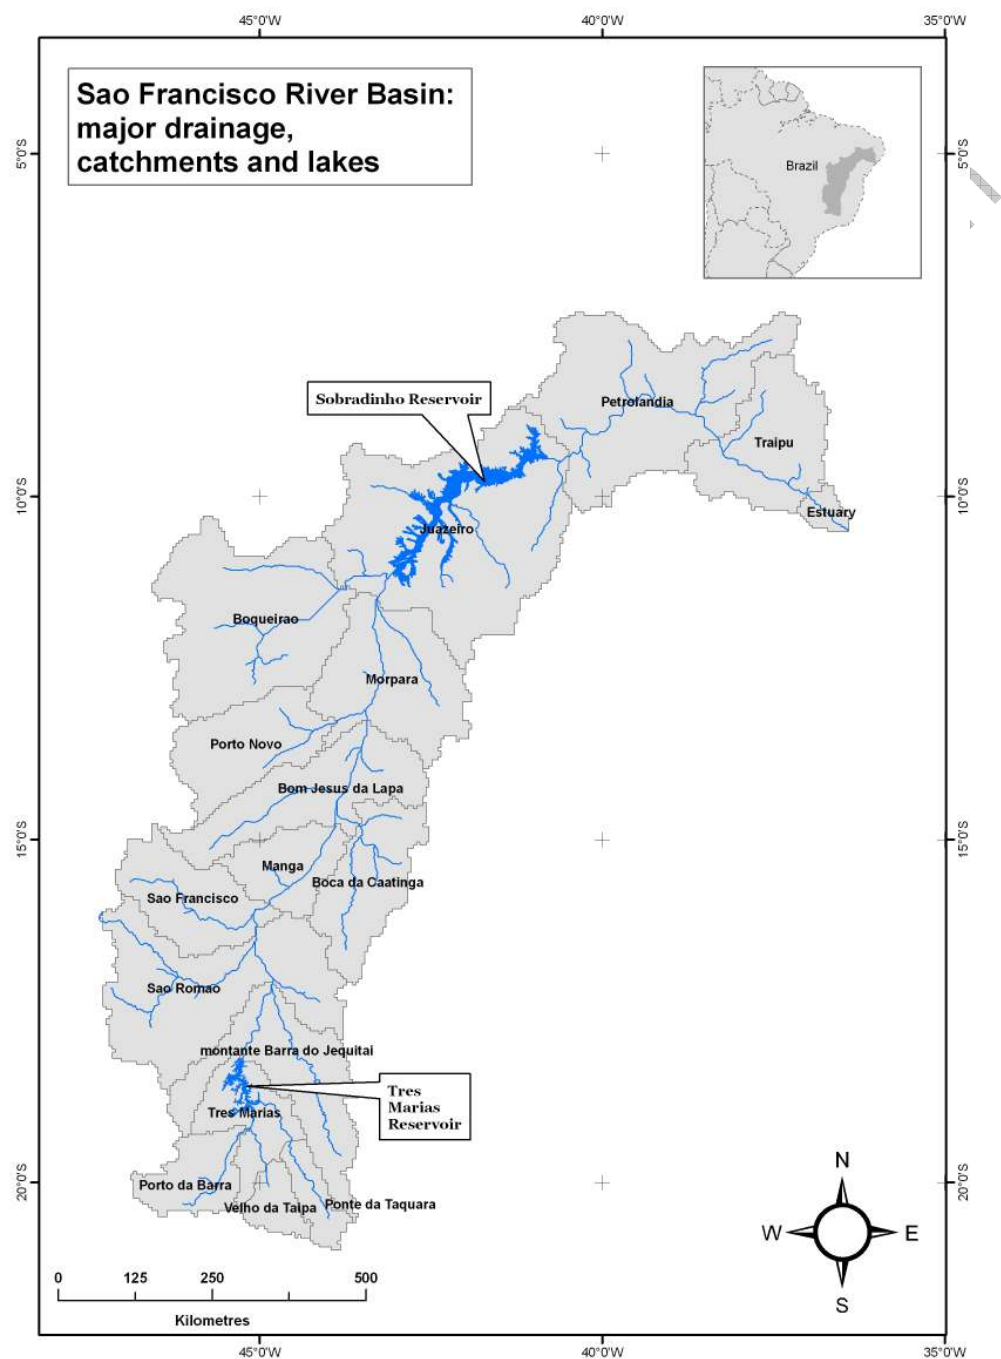 45°0'W
40°0'W
35°0'W
Sao Francisco River Basin:
major drainage,
catchments and lakes
Brazil
5°0'S
5°0'S
Sobradinho Reservoir
Petrolandia
Traipu
10°0'S
10°0'S
Estuary
Juazeiro
Boqueirao
Morpara
Porto Novo
Bom Jesus da Lapa
15°0'S
15°0'S
Manga
Boca da Caatinga
Sao Francisco
Sao Romao
montante Barra do Jequitai
Tres
Marias
Reservoir
Tres Marias
20°0'S
20°0'S
Porto da Barra
Velho da Taipa
Ponte da Taquara
N
W
E
S
0
125
250
500
Kilometres
45°0'W
40°0'W
35°0'W